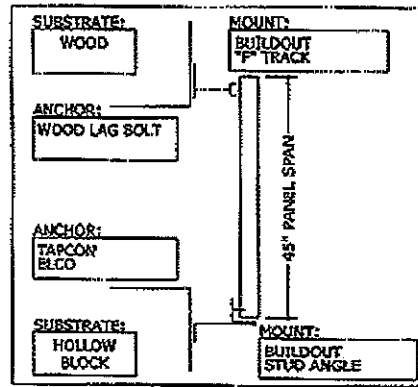 SUBSTRATE:
WOOD
MOUNT:
BUILDOUT
"F" TRACK
ANCHOR:
WOOD LAG BOLT
45" PANEL SPAN
ANCHOR:
TAPCON
ELCO
SUBSTRATE:
HOLLOW
BLOCK
MOUNT:
BUILDOUT
STUD ANGLE